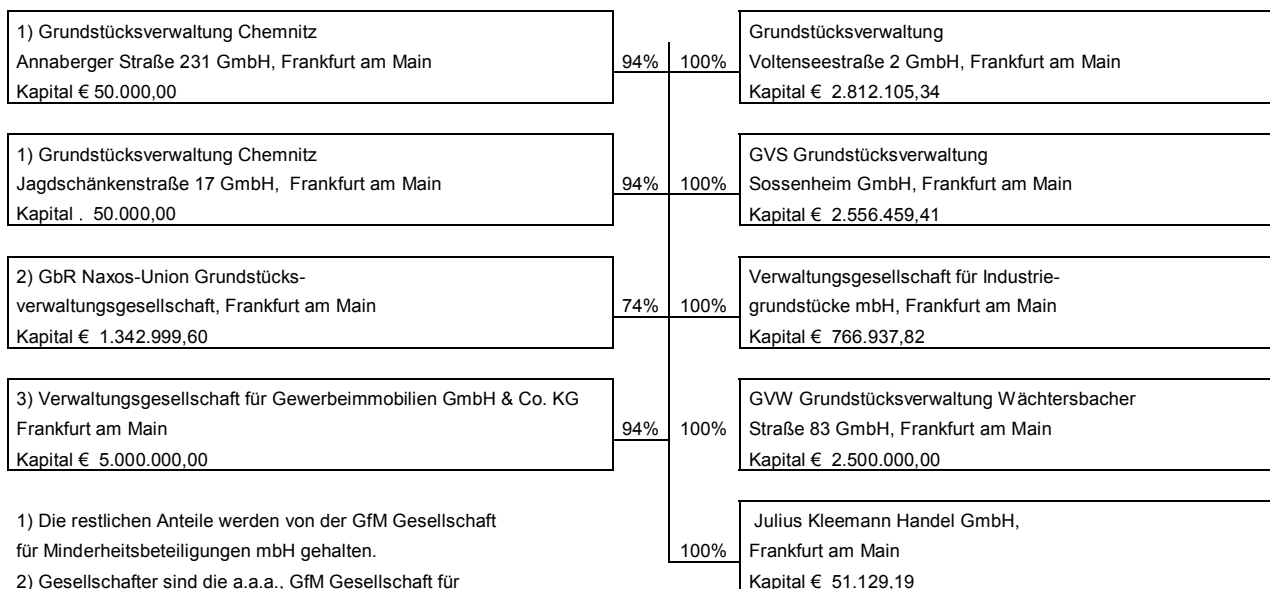 1) Grundstücksverwaltung Chemnitz
Annaberger Straße 231 GmbH, Frankfurt am Main
Kapital € 50.000,00
94%
100%
Grundstücksverwaltung
Voltenseestraße 2 GmbH, Frankfurt am Main
Kapital € 2.812.105,34
1) Grundstücksverwaltung Chemnitz
Jagdschänkenstraße 17 GmbH, Frankfurt am Main
Kapital . 50.000,00
94%
100%
GVS Grundstücksverwaltung
Sossenheim GmbH, Frankfurt am Main
Kapital € 2.556.459,41
2) GbR Naxos-Union Grundstücks-
verwaltungsgesellschaft, Frankfurt am Main
Kapital € 1.342.999,60
74%
100%
Verwaltungsgesellschaft für Industrie-
grundstücke mbH, Frankfurt am Main
Kapital € 766.937,82
3) Verwaltungsgesellschaft für Gewerbeimmobilien GmbH & Co. KG
Frankfurt am Main
Kapital € 5.000.000,00
94%
100%
GVW Grundstücksverwaltung Wächtersbacher
Straße 83 GmbH, Frankfurt am Main
Kapital € 2.500.000,00
1) Die restlichen Anteile werden von der GfM Gesellschaft
für Minderheitsbeteiligungen mbH gehalten.
2) Gesellschafter sind die a.a.a., GfM Gesellschaft für
100%
Julius Kleemann Handel GmbH,
Frankfurt am Main
Kapital € 51.129,19